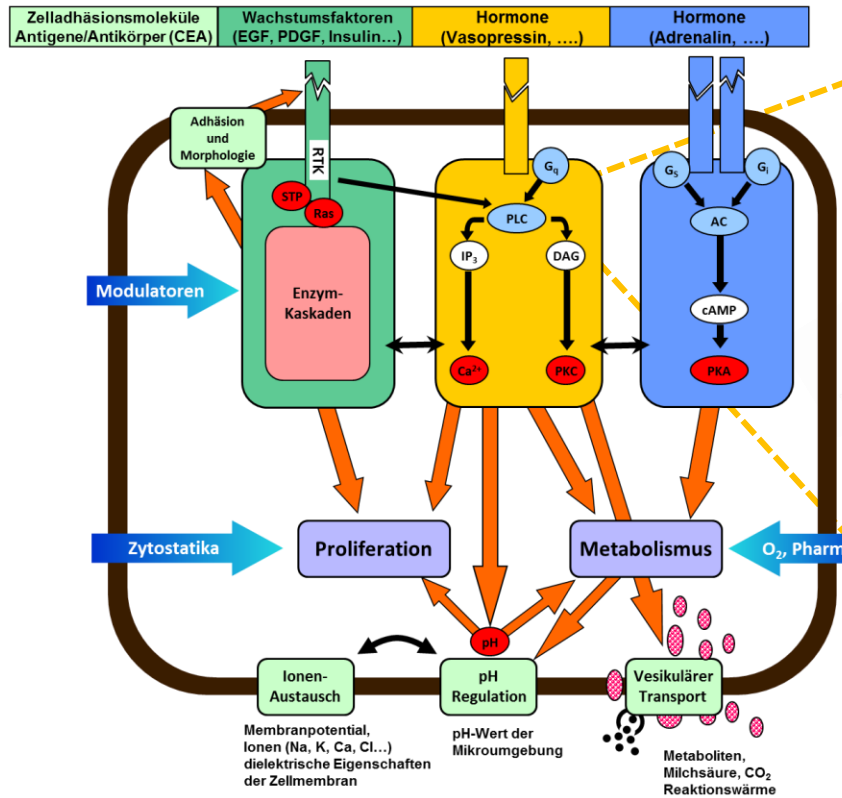 Zelladhäsionsmoleküle
Antigene/Antikörper (CEA)
Wachstumsfaktoren
(EGF, PDGF, Insulin...)
Hormone
(Vasopressin, ....)
Hormone
(Adrenalin, ....)
Adhäsion
und
Morphologie
RTK
STP
Ras
Enzym-
Kaskaden
Gq
PLC
IP3
DAG
Ca2+
PKC
Gs
Gi
AC
cAMP
PKA
Modulatoren
Zytostatika
Proliferation
Metabolismus
O2, Pharm
pH
Ionen-
Austausch
pH
Regulation
Vesikulärer
Transport
Membranpotential,
Ionen (Na, K, Ca, Cl...)
dielektrische Eigenschaften
der Zellmembran
pH-Wert der
Mikroumgebung
Metaboliten,
Milchsäure, CO2
Reaktionswärme